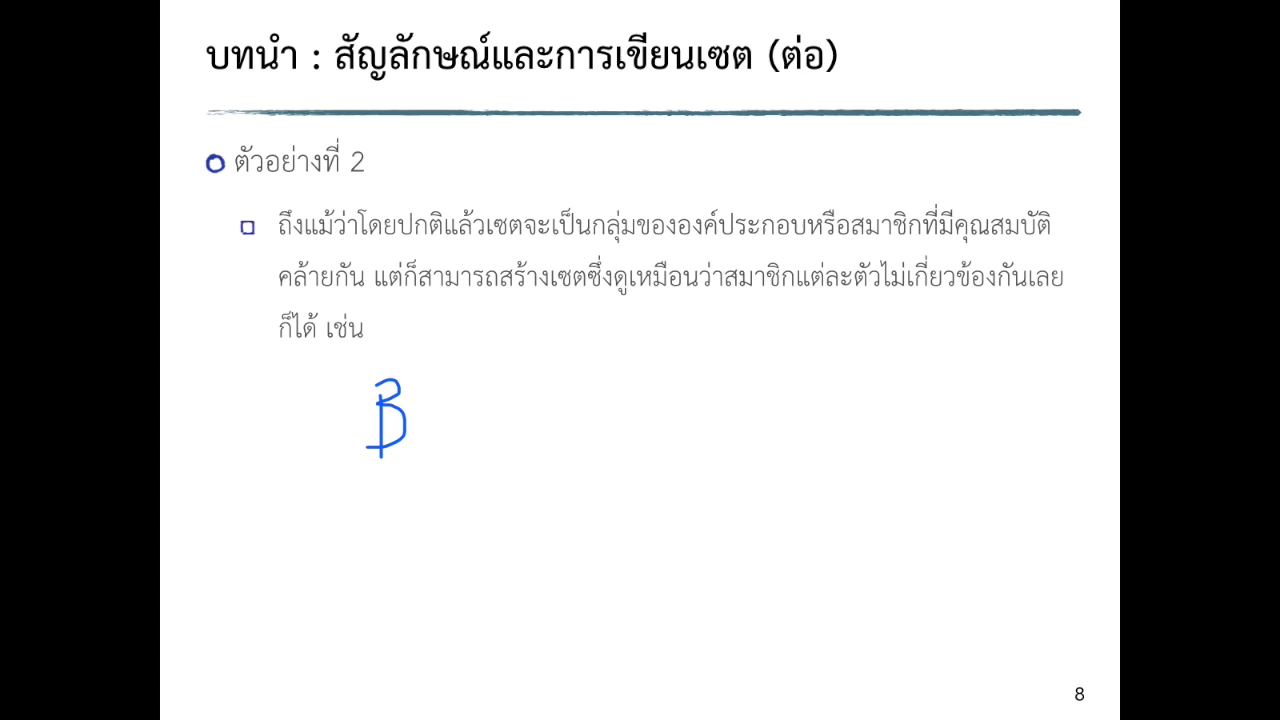 บทนำ : สัญลักษณ์และการเขียนเซต (ต่อ)
ตัวอย่างที่ 2
ถึงแม้ว่าโดยปกติแล้วเซตจะเป็นกลุ่มขององค์ประกอบหรือสมาชิกที่มีคุณสมบัติ
คล้ายกัน แต่ก็สามารถสร้างเซตซึ่งดูเหมือนว่าสมาชิกแต่ละตัวไม่เกี่ยวข้องกันเลย
ก็ได้ เช่น
B
8